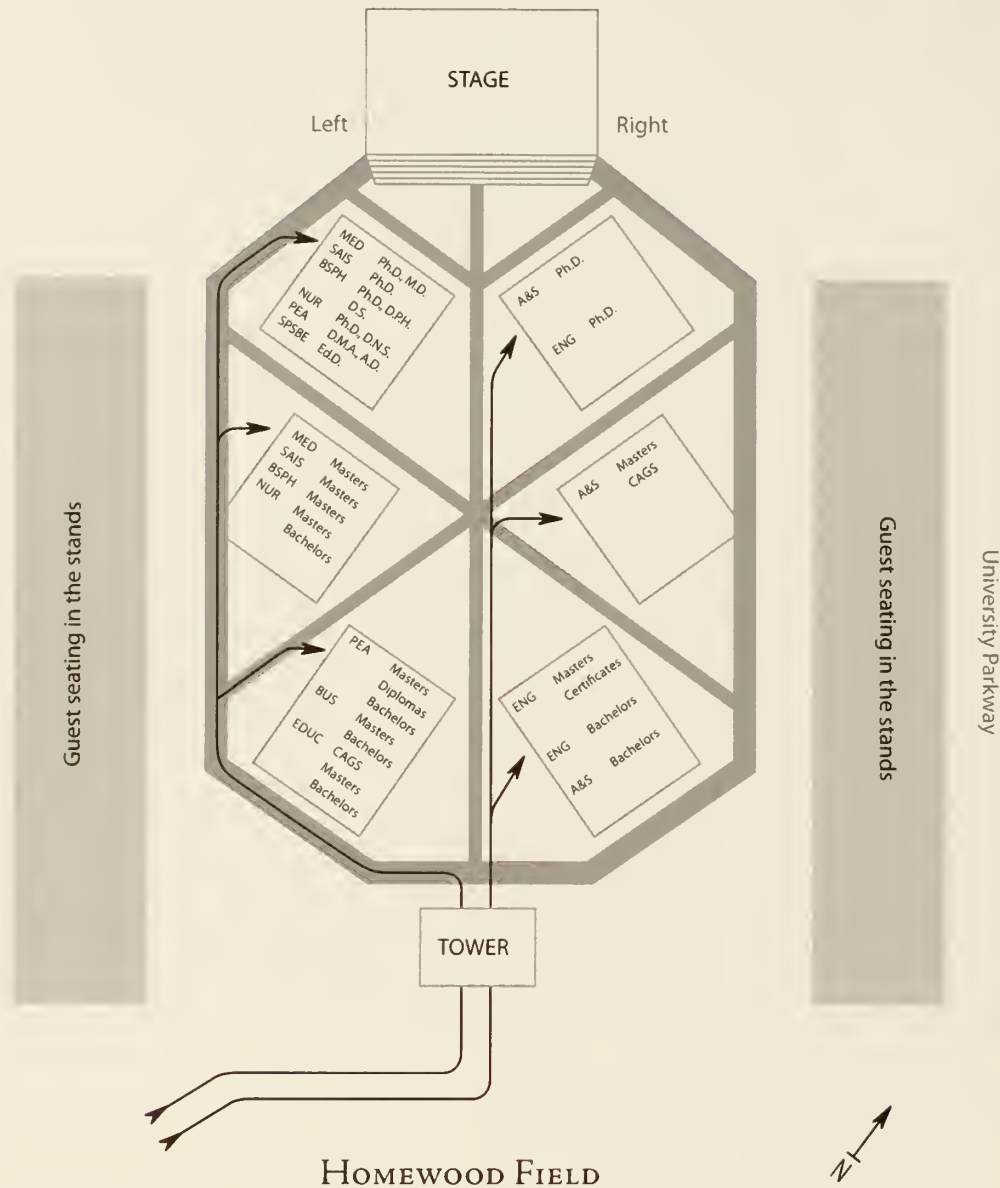 STAGE
Left
Right
MED Ph.D., M.D.
SAIS Ph.D.
BSPH Ph.D., D.P.H.
D.S.
NUR Ph.D., D.N.S.
PEA D.M.A., A.D.
SPSBE Ed.D.
A&S Ph.D.
ENG Ph.D.
MED Masters
SAIS Masters
BSPH Masters
NUR Masters
Bachelors
A&S Masters
CAGS
PEA Masters
Diplomas
Bachelors
BUS Masters
Bachelors
EDUC CAGS
Masters
Bachelors
ENG Masters
Certificates
ENG Bachelors
A&S Bachelors
Guest seating in the stands
Guest seating in the stands
University Parkway
TOWER
HOMEWOOD FIELD
N